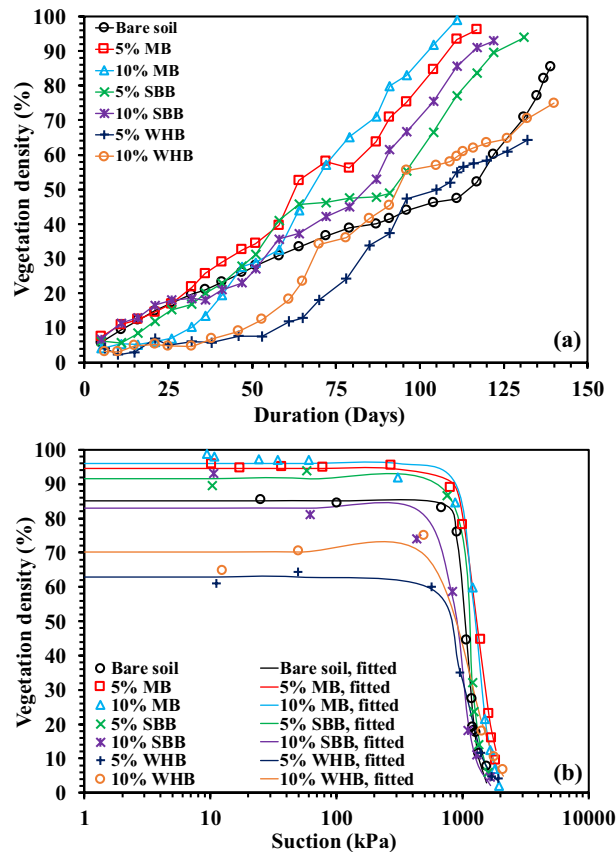 Vegetation density (%)
100
90
80
70
60
50
40
30
20
10
0
Bare soil
5% MB
10% MB
5% SBB
10% SBB
5% WHB
10% WHB
(a)
0 25 50 75 100 125 150
Duration (Days)
Vegetation density (%)
100
90
80
70
60
50
40
30
20
10
0
Bare soil Bare soil, fitted
5% MB 5% MB, fitted
10% MB 10% MB, fitted
5% SBB 5% SBB, fitted
10% SBB 10% SBB, fitted
5% WHB 5% WHB, fitted
10% WHB 10% WHB, fitted
(b)
1 10 100 1000 10000
Suction (kPa)